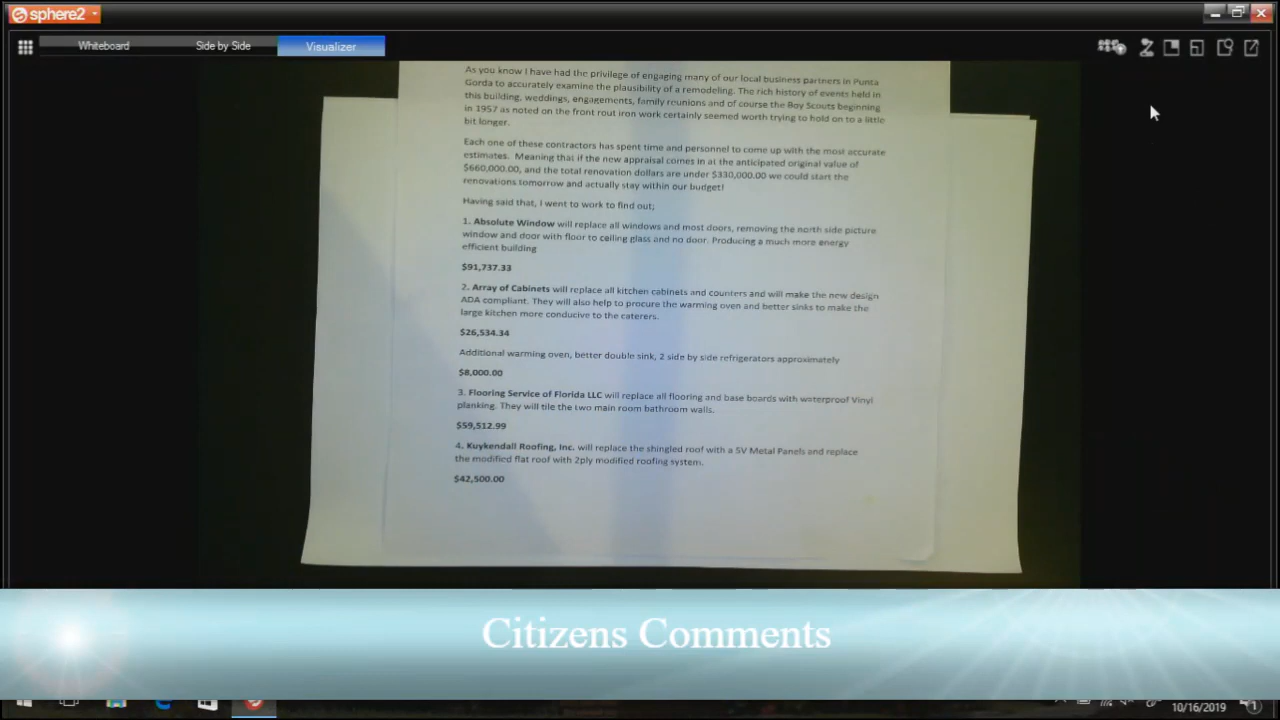 sphere2
Whiteboard
Side by Side
Visualizer
As you know I have had the privilege of engaging many of our local business partners in Punta
Gorda to accurately examine the plausibility of a remodeling. The rich history of events held in
this building, weddings, engagements, family reunions and of course the Boy Scouts beginning
in 1957 as noted on the front rout iron work certainly seemed worth trying to hold on to a little
bit longer.
Each one of these contractors has spent time and personnel to come up with the most accurate
estimates. Meaning that if the new appraisal comes in at the anticipated original value of
$660,000.00, and the total renovation dollars are under $330,000.00 we could start the
renovations tomorrow and actually stay within our budget!
Having said that, I went to work to find out;
1. Absolute Window will replace all windows and most doors, removing the north side picture
window and door with floor to ceiling glass and no door. Producing a much more energy
efficient building
$91,737.33
2. Array of Cabinets will replace all kitchen cabinets and counters and will make the new design
ADA compliant. They will also help to procure the warming oven and better sinks to make the
large kitchen more conducive to the caterers.
$26,534.34
Additional warming oven, better double sink, 2 side by side refrigerators approximately
$8,000.00
3. Flooring Service of Florida LLC will replace all flooring and base boards with waterproof Vinyl
planking. They will tile the two main room bathroom walls.
$59,512.99
4. Kuykendall Roofing, Inc. will replace the shingled roof with a 5V Metal Panels and replace
the modified flat roof with 2ply modified roofing system.
$42,500.00
Citizens Comments
10/16/2019